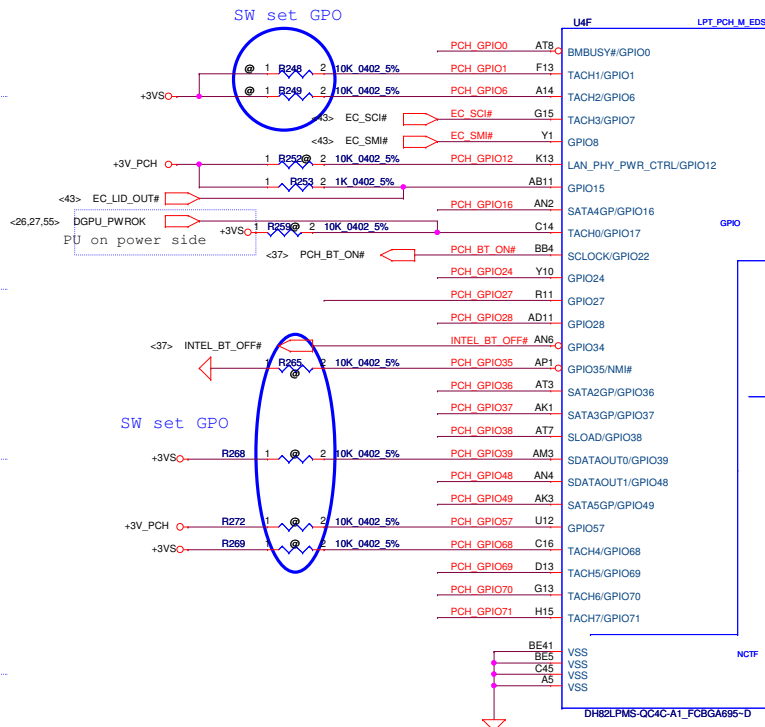 SW set GPO
U4F
LPT_PCH_M_EDS
PCH_GPIO0 AT8 BMBUSY#/GPIO0
@ 1 R248 2 10K_0402_5% PCH_GPIO1 F13 TACH1/GPIO1
+3VS @ 1 R249 2 10K_0402_5% PCH_GPIO6 A14 TACH2/GPIO6
<43> EC_SCI# EC_SCI# G15 TACH3/GPIO7
<43> EC_SMI# EC_SMI# Y1 GPIO8
+3V_PCH 1 R252@ 2 10K_0402_5% PCH_GPIO12 K13 LAN_PHY_PWR_CTRL/GPIO12
1 R253 2 1K_0402_5% AB11 GPIO15
<43> EC_LID_OUT#
PCH_GPIO16 AN2 SATA4GP/GPIO16
<26,27,55> DGPU_PWROK
GPIO
+3VS 1 R259@ 2 10K_0402_5% C14 TACH0/GPIO17
PU on power side
<37> PCH_BT_ON# PCH_BT_ON# BB4 SCLOCK/GPIO22
PCH_GPIO24 Y10 GPIO24
PCH_GPIO27 R11 GPIO27
PCH_GPIO28 AD11 GPIO28
<37> INTEL_BT_OFF# INTEL_BT_OFF# AN6 GPIO34
1 R265 2 10K_0402_5% PCH_GPIO35 AP1 GPIO35/NMI#
@
PCH_GPIO36 AT3 SATA2GP/GPIO36
PCH_GPIO37 AK1 SATA3GP/GPIO37
SW set GPO
PCH_GPIO38 AT7 SLOAD/GPIO38
+3VS R268 1 @ 2 10K_0402_5% PCH_GPIO39 AM3 SDATAOUT0/GPIO39
PCH_GPIO48 AN4 SDATAOUT1/GPIO48
PCH_GPIO49 AK3 SATA5GP/GPIO49
+3V_PCH R272 1 @ 2 10K_0402_5% PCH_GPIO57 U12 GPIO57
+3VS R269 1 @ 2 10K_0402_5% PCH_GPIO68 C16 TACH4/GPIO68
PCH_GPIO69 D13 TACH5/GPIO69
PCH_GPIO70 G13 TACH6/GPIO70
PCH_GPIO71 H15 TACH7/GPIO71
BE41 VSS
NCTF
BE5 VSS
C45 VSS
A5 VSS
DH82LPMS-QC4C-A1_FCBGA695~D